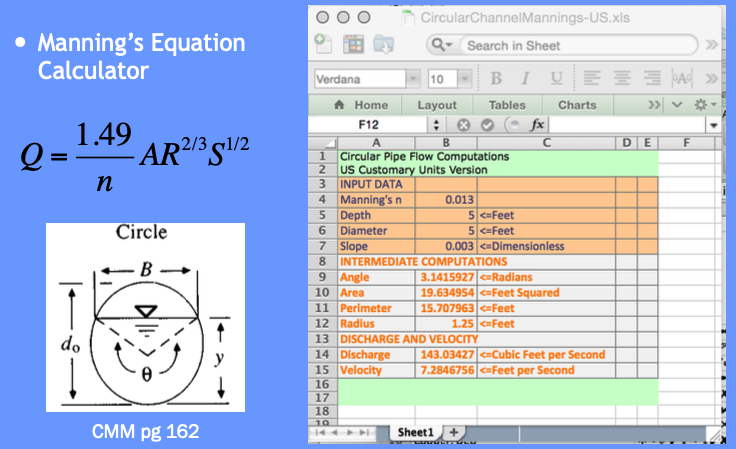 • Manning's Equation
Calculator
Q = 1.49/n AR^2/3 S^1/2
Circle
B
do
y
θ
CMM pg 162
CircularChannelMannings-US.xls
Search in Sheet
Verdana 10 B I U A
Home Layout Tables Charts
F12 fx
A B C D E F
1 Circular Pipe Flow Computations
2 US Customary Units Version
3 INPUT DATA
4 Manning's n 0.013
5 Depth 5 <=Feet
6 Diameter 5 <=Feet
7 Slope 0.003 <=Dimensionless
8 INTERMEDIATE COMPUTATIONS
9 Angle 3.1415927 <=Radians
10 Area 19.634954 <=Feet Squared
11 Perimeter 15.707963 <=Feet
12 Radius 1.25 <=Feet
13 DISCHARGE AND VELOCITY
14 Discharge 143.03427 <=Cubic Feet per Second
15 Velocity 7.2846756 <=Feet per Second
16
17
18
19
Sheet1 +